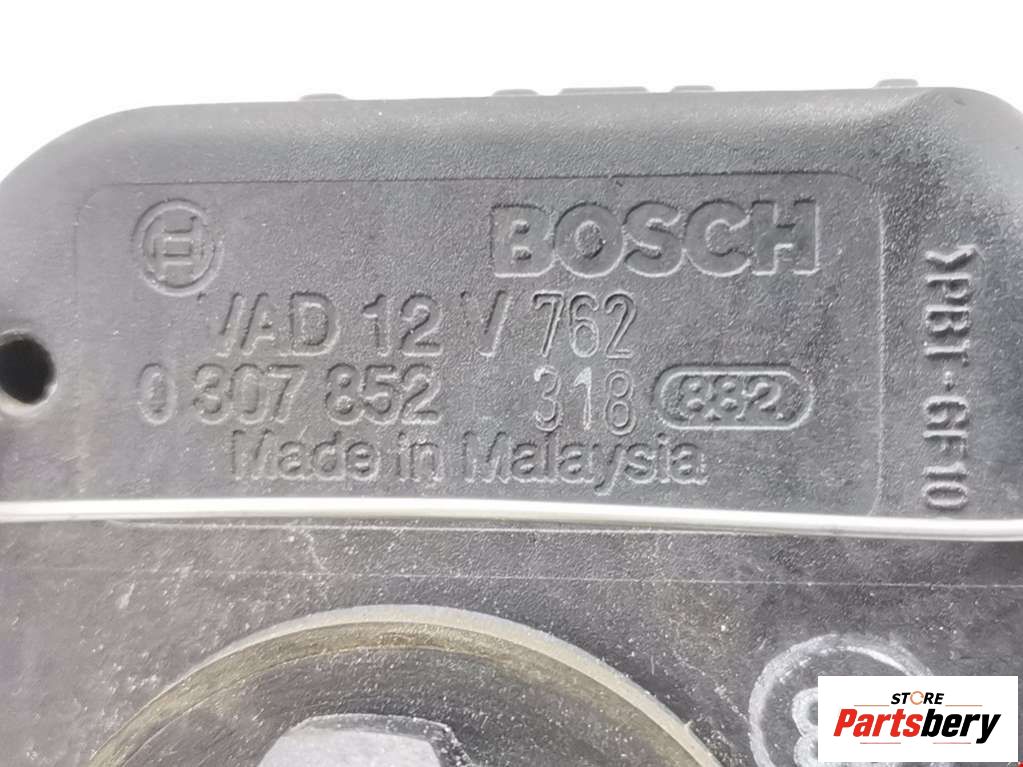 BOSCH
VAD 12 V 762
0 307 852 318 882
Made in Malaysia
>PBT-GF10
STORE
Partsbery